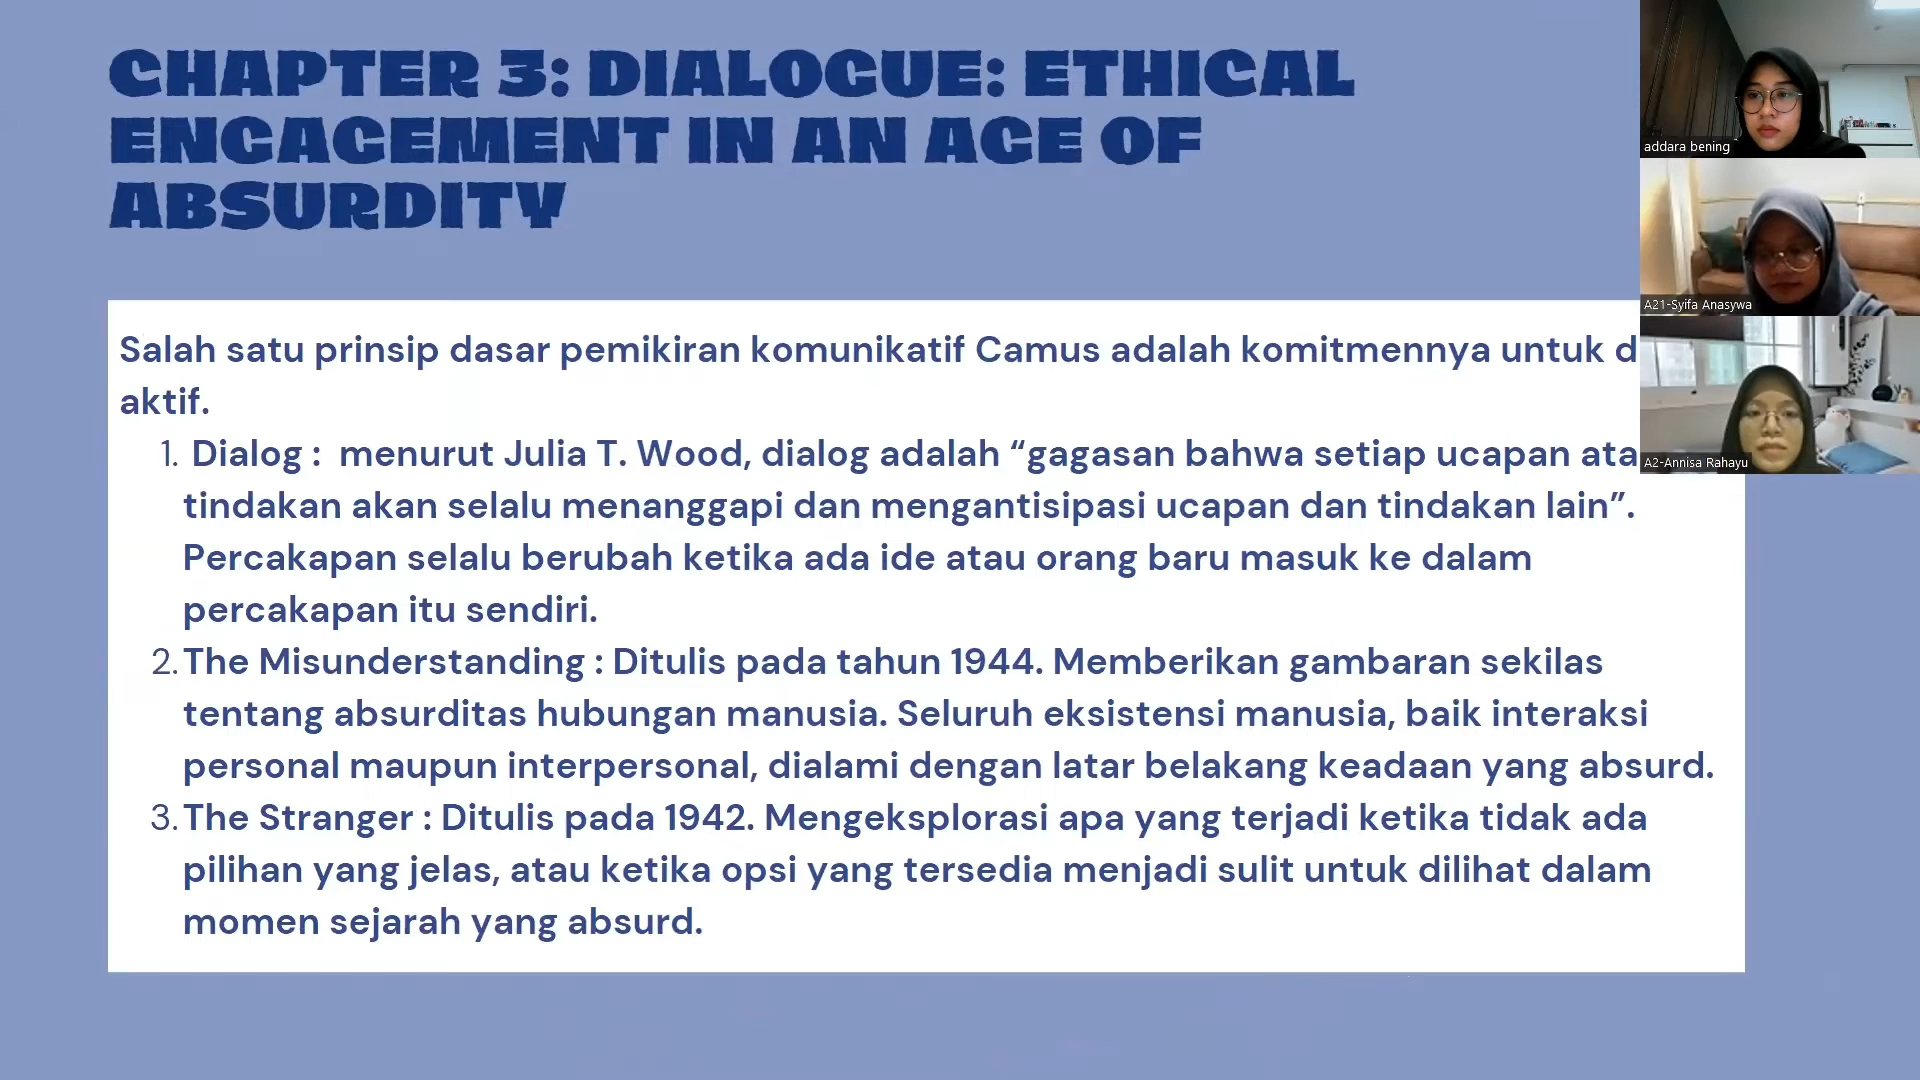 CHAPTER 3: DIALOGUE: ETHICAL
ENGAGEMENT IN AN AGE OF
ABSURDITY
Salah satu prinsip dasar pemikiran komunikatif Camus adalah komitmennya untuk
aktif.
1. Dialog : menurut Julia T. Wood, dialog adalah “gagasan bahwa setiap ucapan
tindakan akan selalu menanggapi dan mengantisipasi ucapan dan tindakan lain”.
Percakapan selalu berubah ketika ada ide atau orang baru masuk ke dalam
percakapan itu sendiri.
2. The Misunderstanding : Ditulis pada tahun 1944. Memberikan gambaran sekilas
tentang absurditas hubungan manusia. Seluruh eksistensi manusia, baik interaksi
personal maupun interpersonal, dialami dengan latar belakang keadaan yang absurd.
3. The Stranger : Ditulis pada 1942. Mengeksplorasi apa yang terjadi ketika tidak ada
pilihan yang jelas, atau ketika opsi yang tersedia menjadi sulit untuk dilihat dalam
momen sejarah yang absurd.
addara bening
A21-Syifa Anasywa
A2-Annisa Rahayu